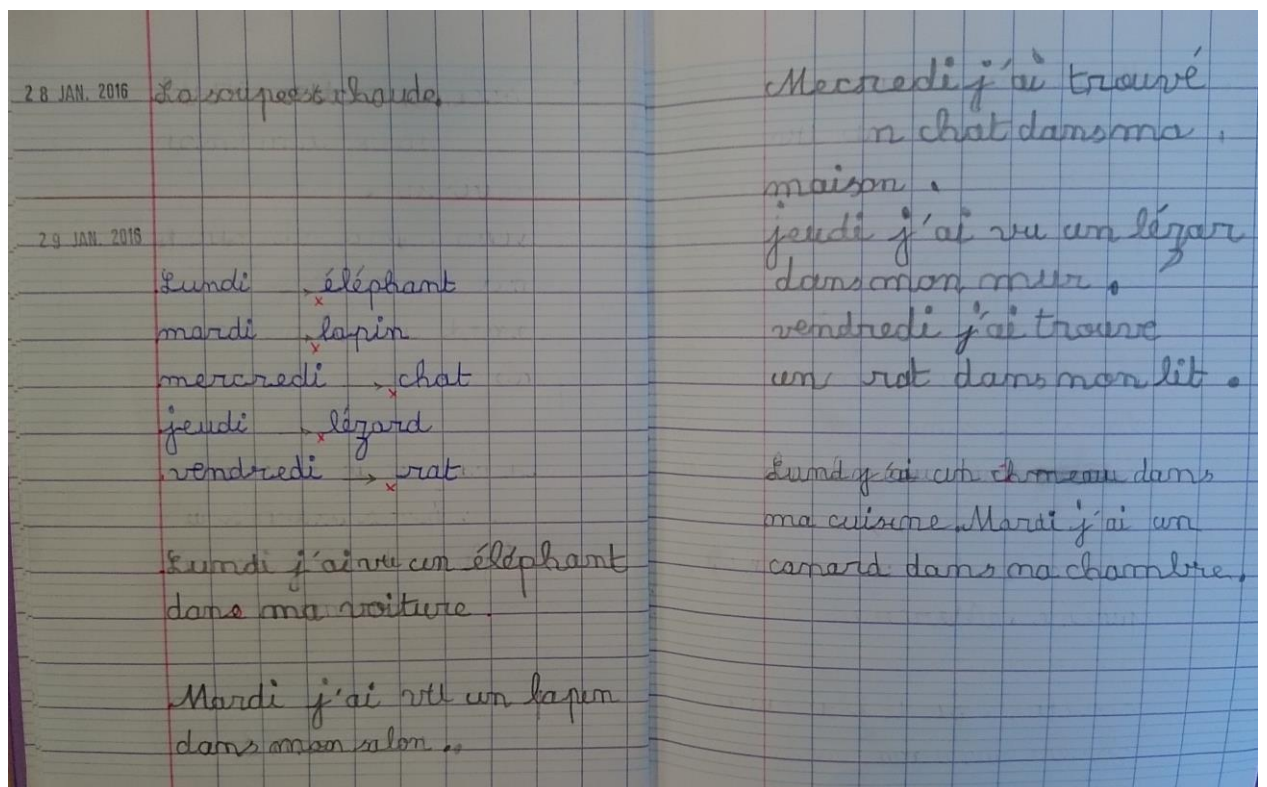 28 JAN. 2016 La soupe est chaude.
29 JAN. 2016
Lundi → éléphant
mardi → lapin
mercredi → chat
jeudi → lézard
vendredi → rat
Lundi j'ai vu un éléphant
dans ma voiture.
Mardi j'ai vu un lapin
dans mon salon..
Mecredi j'ai trouvé
n chat dans ma
maison.
jeudi j'ai vu un lézar
dans mon mur.
vendredi j'ai trouve
un rat dans mon lit.
Lund j'ai un dans
ma cuisine. Mardi j'ai un
canard dans ma chambre.